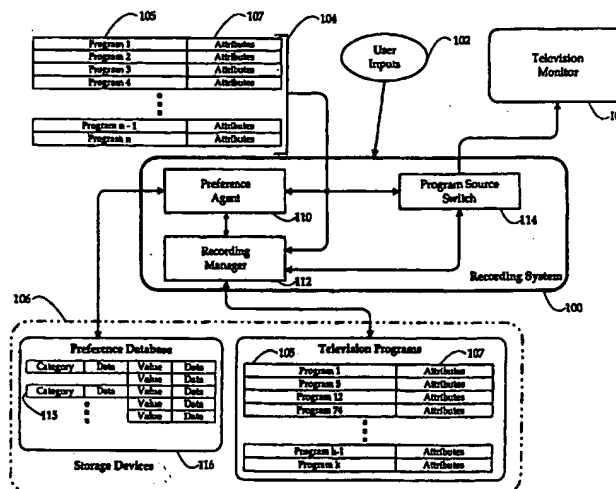 105
107
104
Program 1 Attributes
Program 2 Attributes
Program 3 Attributes
Program 4 Attributes
Program n - 1 Attributes
Program n Attributes
User Inputs
102
Television Monitor
Preference Agent
110
Program Source Switch
114
Recording Manager
112
Recording System
100
106
Preference Database
Category Data Value Data
Value Data
Category Data Value Data
Value Data
Value Data
115
116
Storage Devices
Television Programs
105
107
Program 1 Attributes
Program 5 Attributes
Program 12 Attributes
Program 74 Attributes
Program k-1 Attributes
Program k Attributes